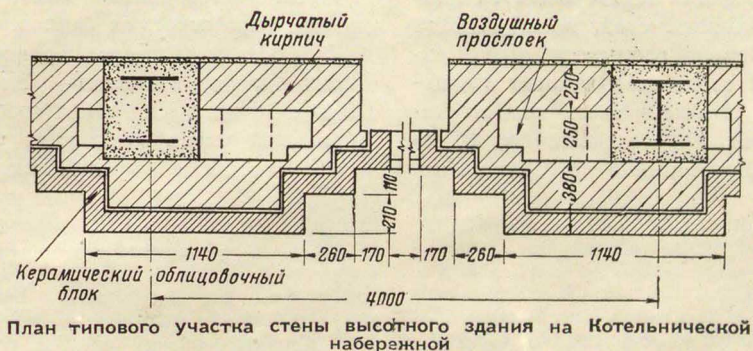 Дырчатый
кирпич
Воздушный
прослоек
250
250
380
110
210
1140
260
170
170
260
1140
Керамический облицовочный
блок
4000
План типового участка стены высотного здания на Котельнической
набережной